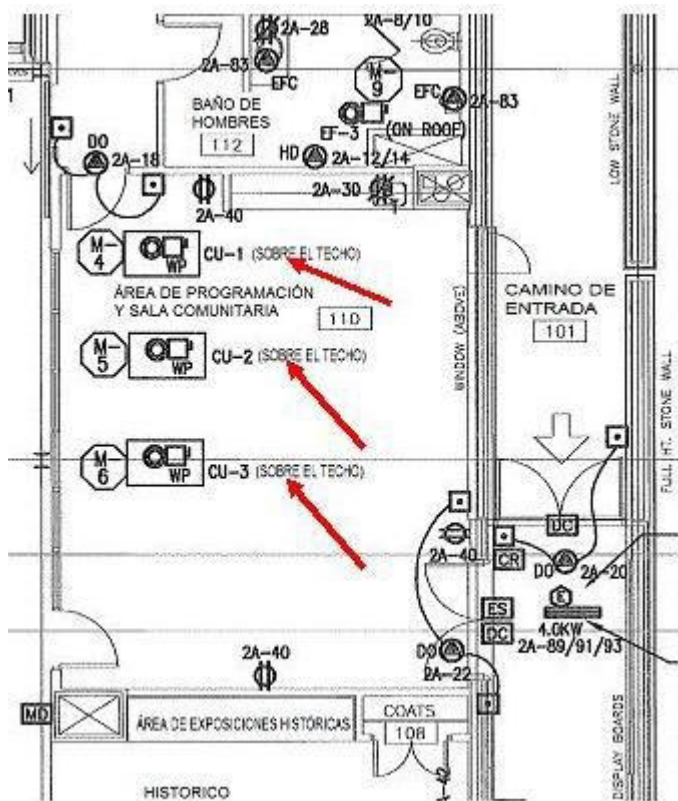 2A-8/10
2A-28
2A-83
EFC
M-
9
EFC
2A-83
BAÑO DE
HOMBRES
112
EF-3
(ON ROOF)
HD
2A-12/14
DO
2A-18
2A-40
2A-30
LOW STONE WALL
M-
4
WP
CU-1 (SOBRE EL TECHO)
ÁREA DE PROGRAMACIÓN
Y SALA COMUNITARIA
110
CAMINO DE
ENTRADA
101
WINDOW (ABOVE)
M-
5
WP
CU-2 (SOBRE EL TECHO)
FULL HT. STONE WALL
M-
6
WP
CU-3 (SOBRE EL TECHO)
DC
2A-40
CR
DO
2A-20
E
ES
DC
4.0KW
2A-89/91/93
DO
2A-22
2A-40
MD
ÁREA DE EXPOSICIONES HISTÓRICAS
COATS
108
DISPLAY BOARDS
HISTORICO